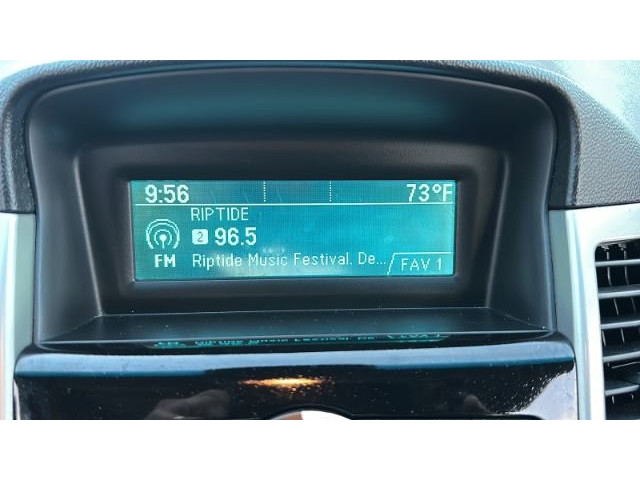 9:56 73°F
RIPTIDE
2 96.5
FM Riptide Music Festival. De... FAV 1